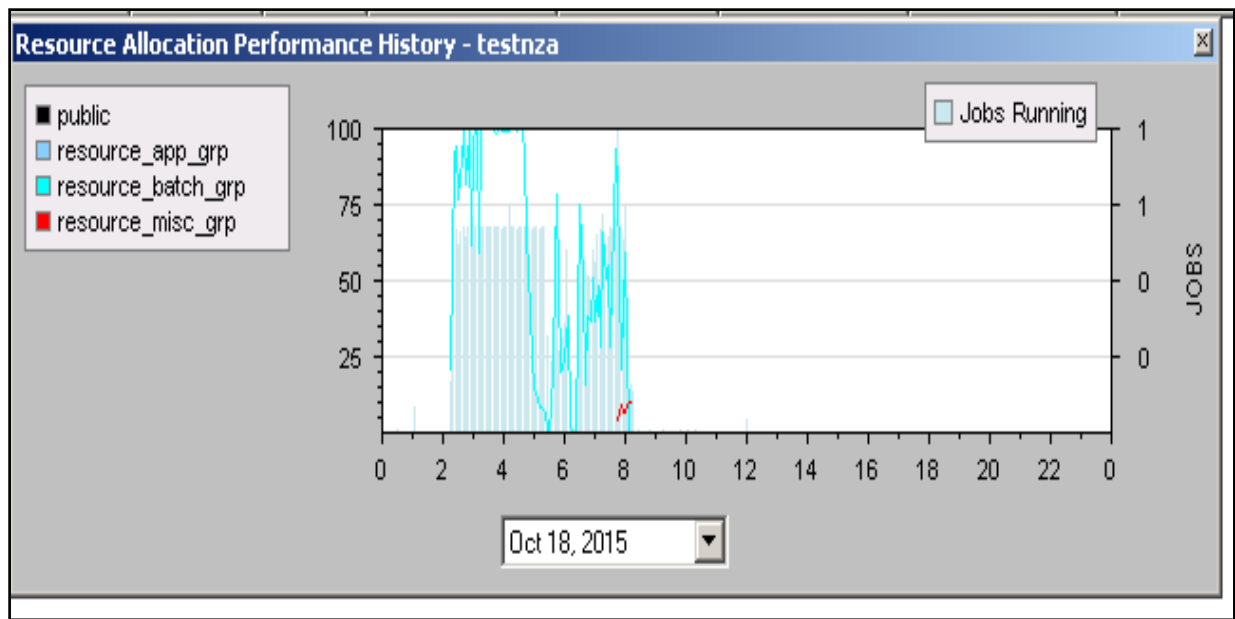 Resource Allocation Performance History - testnza
public
resource_app_grp
resource_batch_grp
resource_misc_grp
Jobs Running
100
75
50
25
1
1
0
0
JOBS
0 2 4 6 8 10 12 14 16 18 20 22 0
Oct 18, 2015